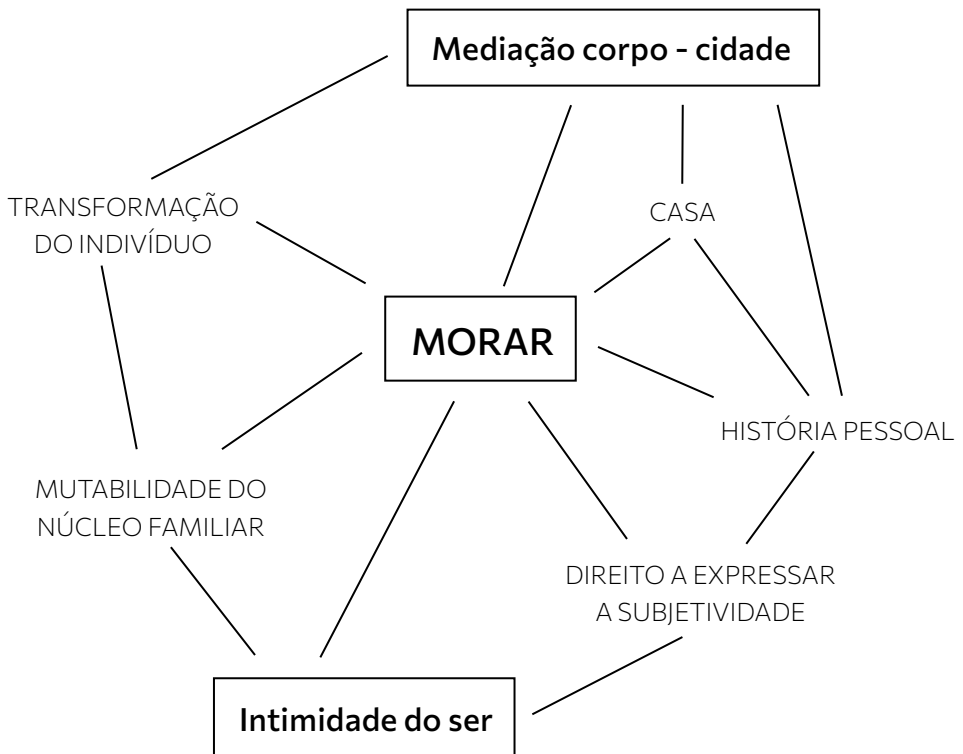 Mediação corpo - cidade
TRANSFORMAÇÃO
DO INDIVÍDUO
CASA
MORAR
HISTÓRIA PESSOAL
MUTABILIDADE DO
NÚCLEO FAMILIAR
DIREITO A EXPRESSAR
A SUBJETIVIDADE
Intimidade do ser